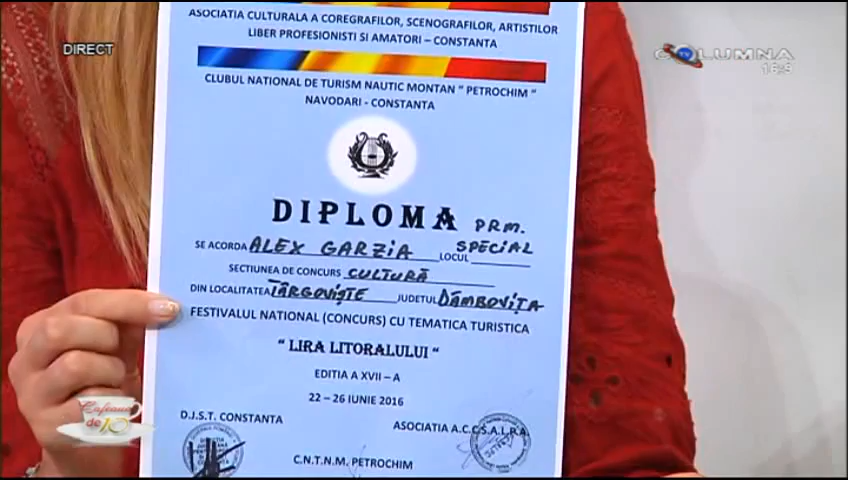 ASOCIATIA CULTURALA A COREGRAFILOR, SCENOGRAFILOR, ARTISTILOR
LIBER PROFESIONISTI SI AMATORI – CONSTANTA
DIRECT
COLUMNA
TV
CLUBUL NATIONAL DE TURISM NAUTIC MONTAN " PETROCHIM "
NAVODARI - CONSTANTA
DIPLOMA PRM.
SE ACORDA ALEX GARZIA LOCUL SPECIAL
SECTIUNEA DE CONCURS CULTURĂ
DIN LOCALITATEA TÂRGOVIȘTE JUDETUL DÂMBOVIȚA
FESTIVALUL NATIONAL (CONCURS) CU TEMATICA TURISTICA
" LIRA LITORALULUI "
EDITIA A XVII – A
22 – 26 IUNIE 2016
Cafeaua
de 10
D.J.S.T. CONSTANTA
ASOCIATIA A.C.C.S.A.L.P.A.
C.N.T.N.M. PETROCHIM